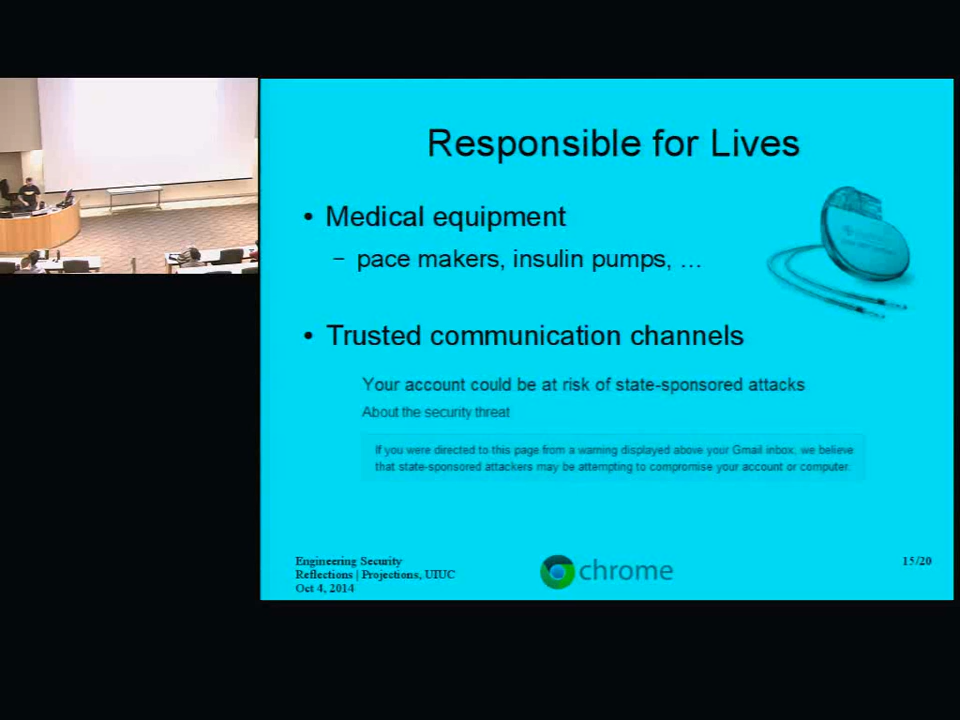 Responsible for Lives
• Medical equipment
– pace makers, insulin pumps, …
• Trusted communication channels
Your account could be at risk of state-sponsored attacks
About the security threat
If you were directed to this page from a warning displayed above your Gmail inbox, we believe
that state-sponsored attackers may be attempting to compromise your account or computer.
Engineering Security
Reflections | Projections, UIUC
Oct 4, 2014
chrome
15/20